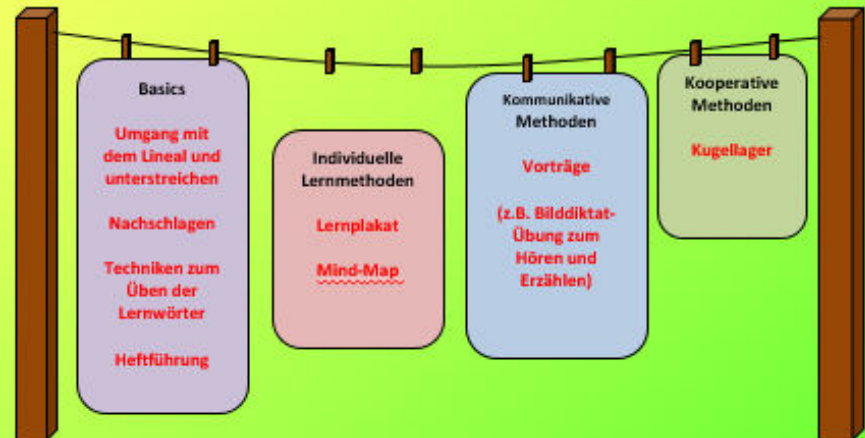 Basics
Umgang mit
dem Lineal und
unterstreichen
Nachschlagen
Techniken zum
Üben der
Lernwörter
Heftführung
Individuelle
Lernmethoden
Lernplakat
Mind-Map
Kommunikative
Methoden
Vorträge
(z.B. Bilddiktat-
Übung zum
Hören und
Erzählen)
Kooperative
Methoden
Kugellager